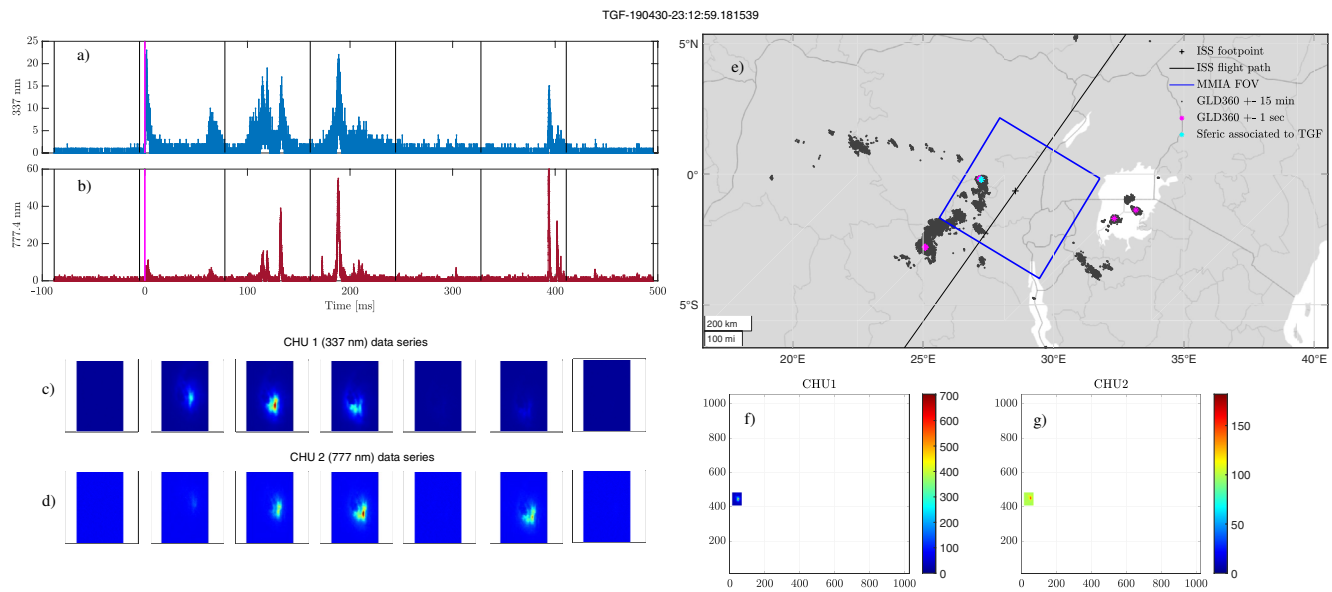 TGF-190430-23:12:59.181539
a)
25
20
15
10
5
0
337 nm
b)
60
40
20
0
777.4 nm
-100 0 100 200 300 400 500
Time [ms]
CHU 1 (337 nm) data series
c)
CHU 2 (777 nm) data series
d)
e)
5°N
0°
5°S
ISS footpoint
ISS flight path
MMIA FOV
GLD360 +- 15 min
GLD360 +- 1 sec
Sferic associated to TGF
200 km
100 mi
20°E 25°E 30°E 35°E 40°E
CHU1
f)
1000
800
600
400
200
0 200 400 600 800 1000
700
600
500
400
300
200
100
0
CHU2
g)
1000
800
600
400
200
0 200 400 600 800 1000
150
100
50
0